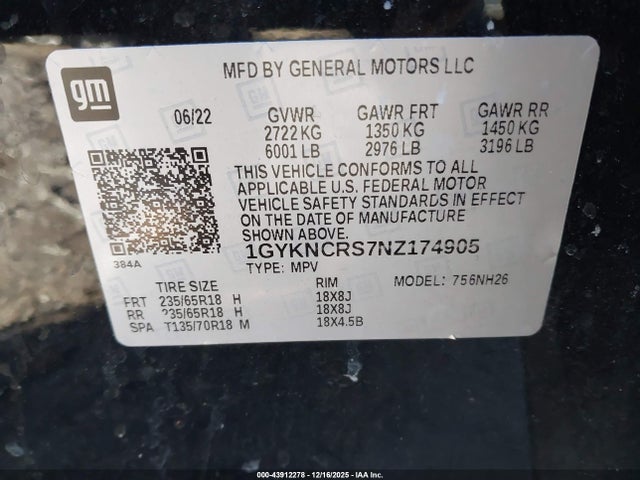 gm
MFD BY GENERAL MOTORS LLC
06/22 GVWR GAWR FRT GAWR RR
2722 KG 1350 KG 1450 KG
6001 LB 2976 LB 3196 LB
THIS VEHICLE CONFORMS TO ALL
APPLICABLE U.S. FEDERAL MOTOR
VEHICLE SAFETY STANDARDS IN EFFECT
ON THE DATE OF MANUFACTURE
SHOWN ABOVE.
1GYKNCRS7NZ174905
384A
TYPE: MPV
MODEL: 756NH26
TIRE SIZE RIM
FRT 235/65R18 H 18X8J
RR 235/65R18 H 18X8J
SPA T135/70R18 M 18X4.5B
000-43912278 - 12/16/2025 - IAA Inc.